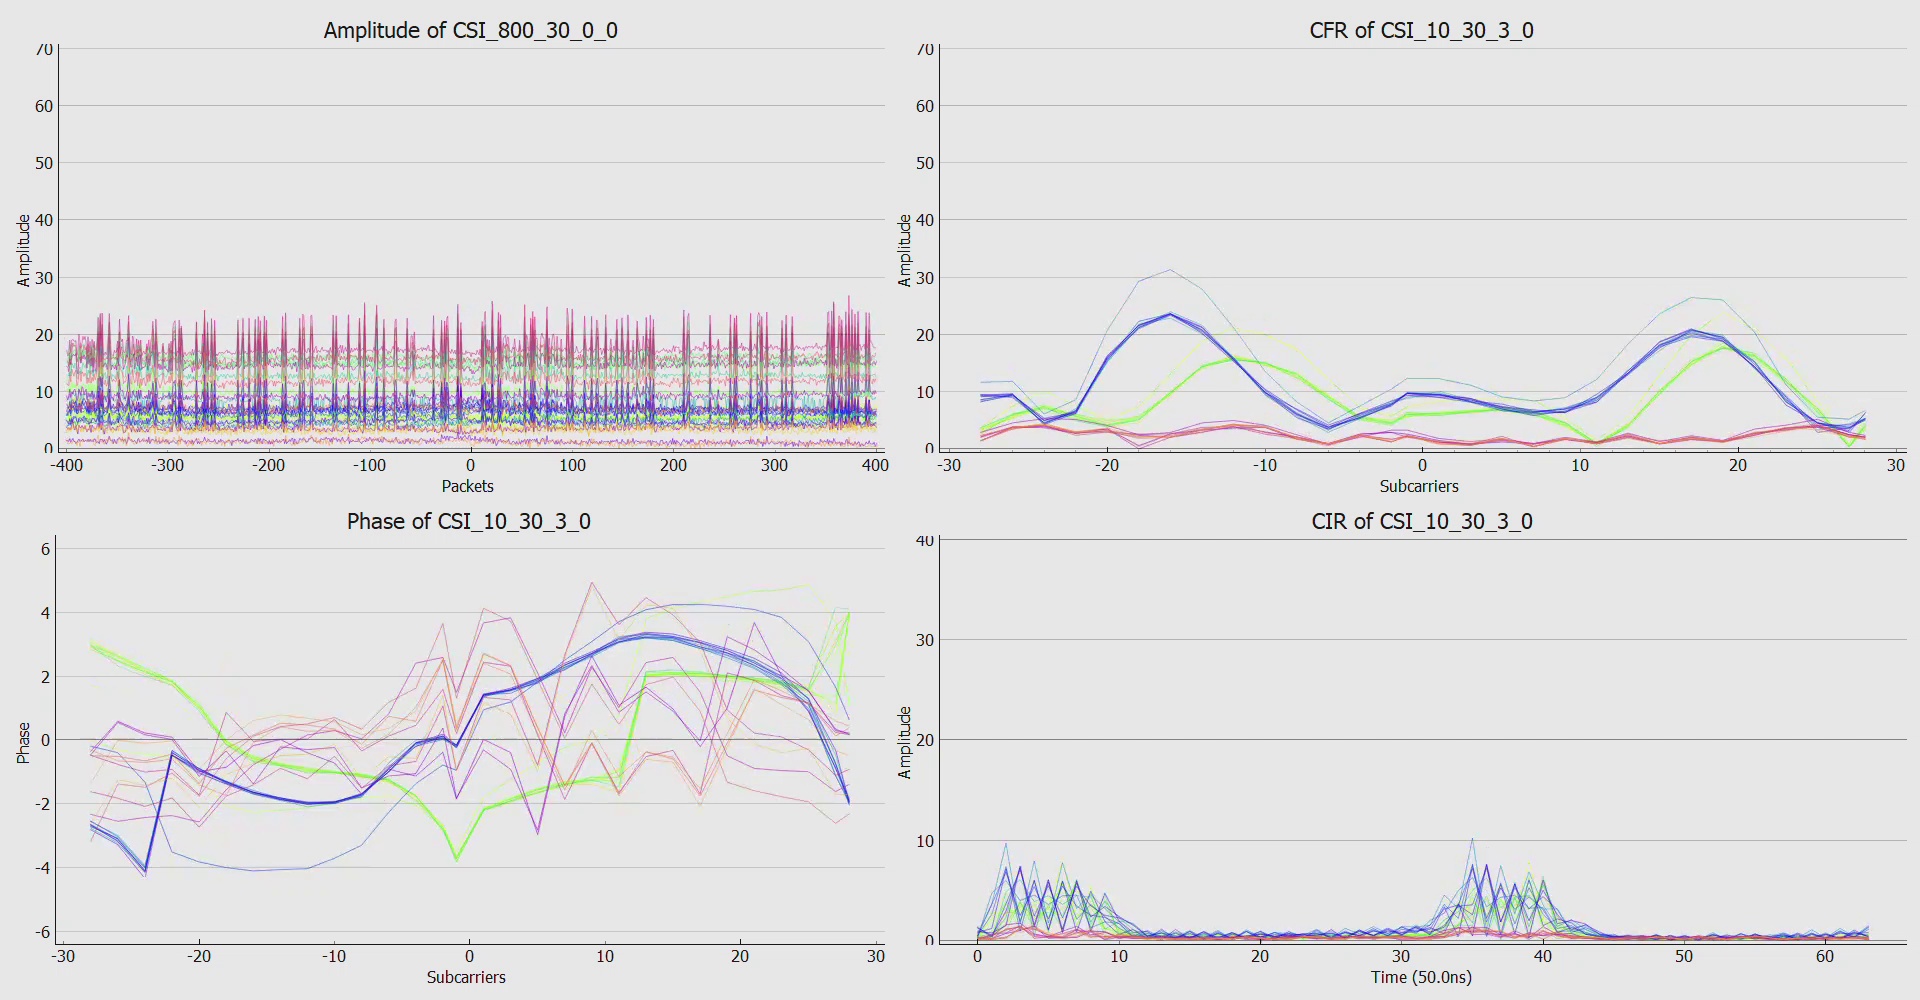 Amplitude of CSI_800_30_0_0
70
60
50
40
30
20
10
0
Amplitude
-400 -300 -200 -100 0 100 200 300 400
Packets
CFR of CSI_10_30_3_0
70
60
50
40
30
20
10
0
Amplitude
-30 -20 -10 0 10 20 30
Subcarriers
Phase of CSI_10_30_3_0
6
4
2
0
-2
-4
-6
Phase
-30 -20 -10 0 10 20 30
Subcarriers
CIR of CSI_10_30_3_0
40
30
20
10
0
Amplitude
0 10 20 30 40 50 60
Time (50.0ns)